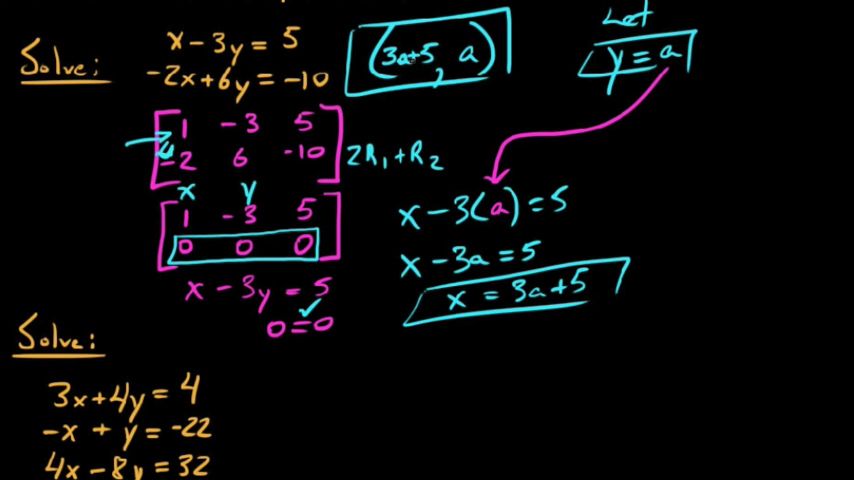 Solve:
x - 3y = 5
-2x + 6y = -10
(3a+5, a)
Let
y = a
1 -3 5
-2 6 -10
2R₁ + R₂
x y
1 -3 5
0 0 0
x - 3y = 5
0 = 0 ✓
x - 3(a) = 5
x - 3a = 5
x = 3a + 5
Solve:
3x + 4y = 4
-x + y = -22
4x - 8y = 32